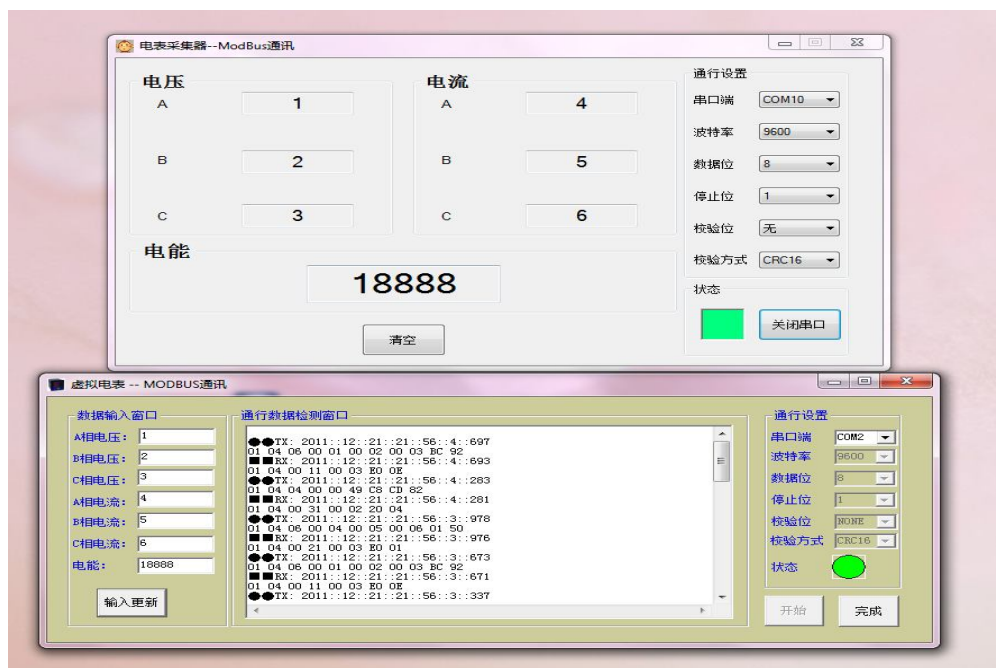 电表采集器--ModBus通讯
电压
电流
A 1 A 4
B 2 B 5
C 3 C 6
电能
18888
清空
通行设置
串口端 COM10
波特率 9600
数据位 8
停止位 1
校验位 无
校验方式 CRC16
状态
关闭串口
虚拟电表 -- MODBUS通讯
数据输入窗口
A相电压: 1
B相电压: 2
C相电压: 3
A相电流: 4
B相电流: 5
C相电流: 6
电能: 18888
输入更新
通行数据检测窗口
●●TX: 2011::12::21::21::56::4::697
01 04 06 00 01 00 02 00 03 BC 92
■■RX: 2011::12::21::21::56::4::693
01 04 00 11 00 03 E0 0E
●●TX: 2011::12::21::21::56::4::283
01 04 04 00 00 49 C8 CD 82
■■RX: 2011::12::21::21::56::4::281
01 04 00 31 00 02 20 04
●●TX: 2011::12::21::21::56::3::978
01 04 06 00 04 00 05 00 06 01 50
■■RX: 2011::12::21::21::56::3::976
01 04 00 21 00 03 E0 01
●●TX: 2011::12::21::21::56::3::673
01 04 06 00 01 00 02 00 03 BC 92
■■RX: 2011::12::21::21::56::3::671
01 04 00 11 00 03 E0 0E
●●TX: 2011::12::21::21::56::3::337
通行设置
串口端 COM2
波特率 9600
数据位 8
停止位 1
校验位 NONE
校验方式 CRC16
状态
开始
完成